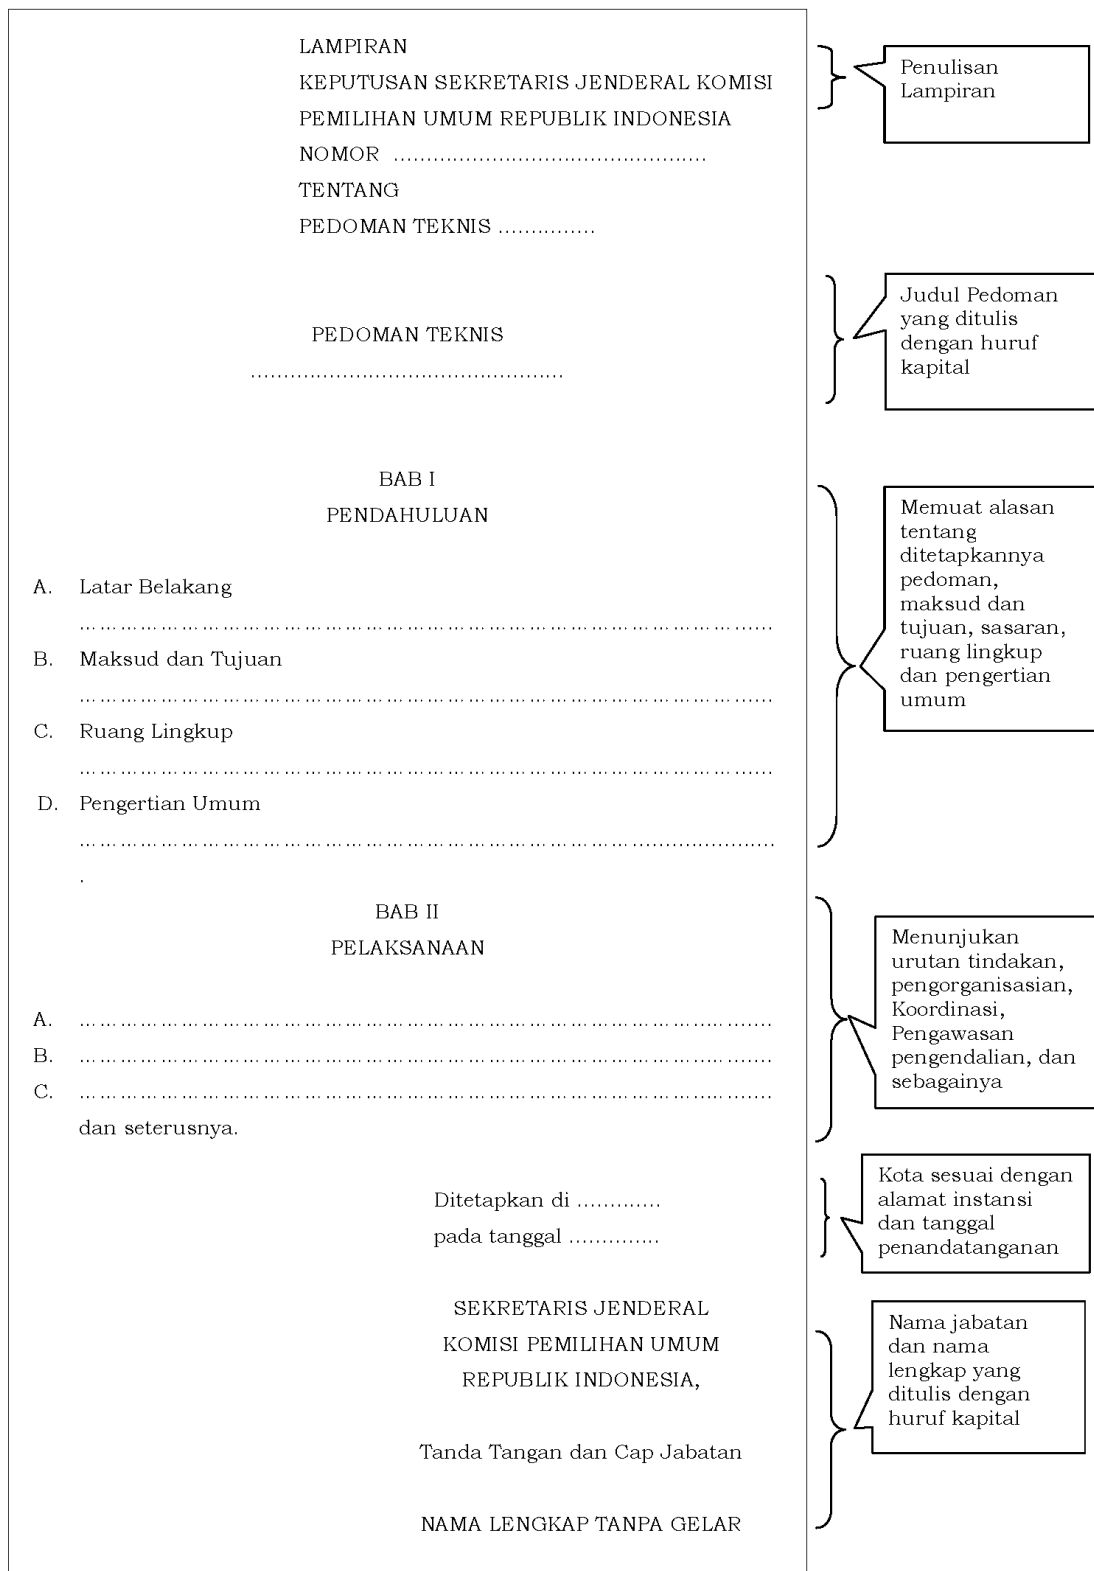 LAMPIRAN
KEPUTUSAN SEKRETARIS JENDERAL KOMISI
PEMILIHAN UMUM REPUBLIK INDONESIA
NOMOR ................................................
TENTANG
PEDOMAN TEKNIS ...............
Penulisan
Lampiran
PEDOMAN TEKNIS
................................................
Judul Pedoman
yang ditulis
dengan huruf
kapital
BAB I
PENDAHULUAN
A. Latar Belakang
……………………………………………………………………………………………
B. Maksud dan Tujuan
……………………………………………………………………………………………
C. Ruang Lingkup
……………………………………………………………………………………………
D. Pengertian Umum
……………………………………………………………………………………………
.
Memuat alasan
tentang
ditetapkannya
pedoman,
maksud dan
tujuan, sasaran,
ruang lingkup
dan pengertian
umum
BAB II
PELAKSANAAN
A. ……………………………………………………………………………………………
B. ……………………………………………………………………………………………
C. ……………………………………………………………………………………………
dan seterusnya.
Menunjukan
urutan tindakan,
pengorganisasian,
Koordinasi,
Pengawasan
pengendalian, dan
sebagainya
Ditetapkan di .............
pada tanggal ..............
Kota sesuai dengan
alamat instansi
dan tanggal
penandatanganan
SEKRETARIS JENDERAL
KOMISI PEMILIHAN UMUM
REPUBLIK INDONESIA,
Tanda Tangan dan Cap Jabatan
NAMA LENGKAP TANPA GELAR
Nama jabatan
dan nama
lengkap yang
ditulis dengan
huruf kapital